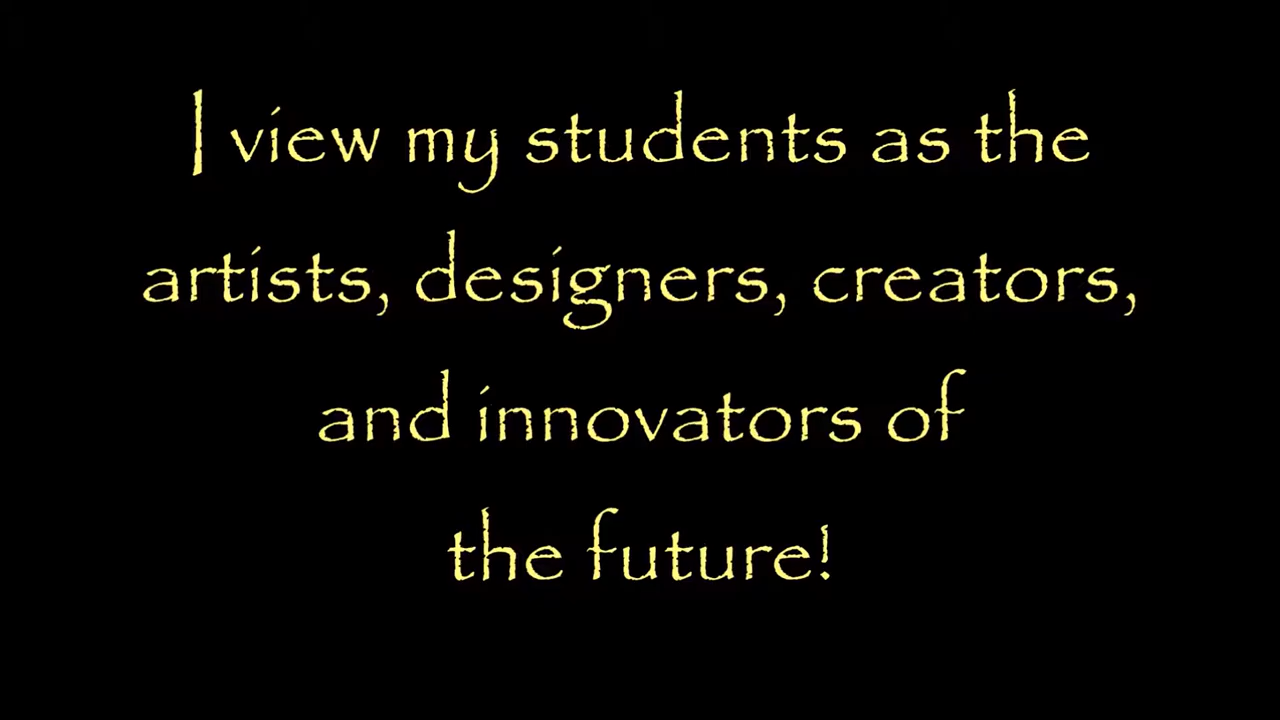 I view my students as the
artists, designers, creators,
and innovators of
the future!